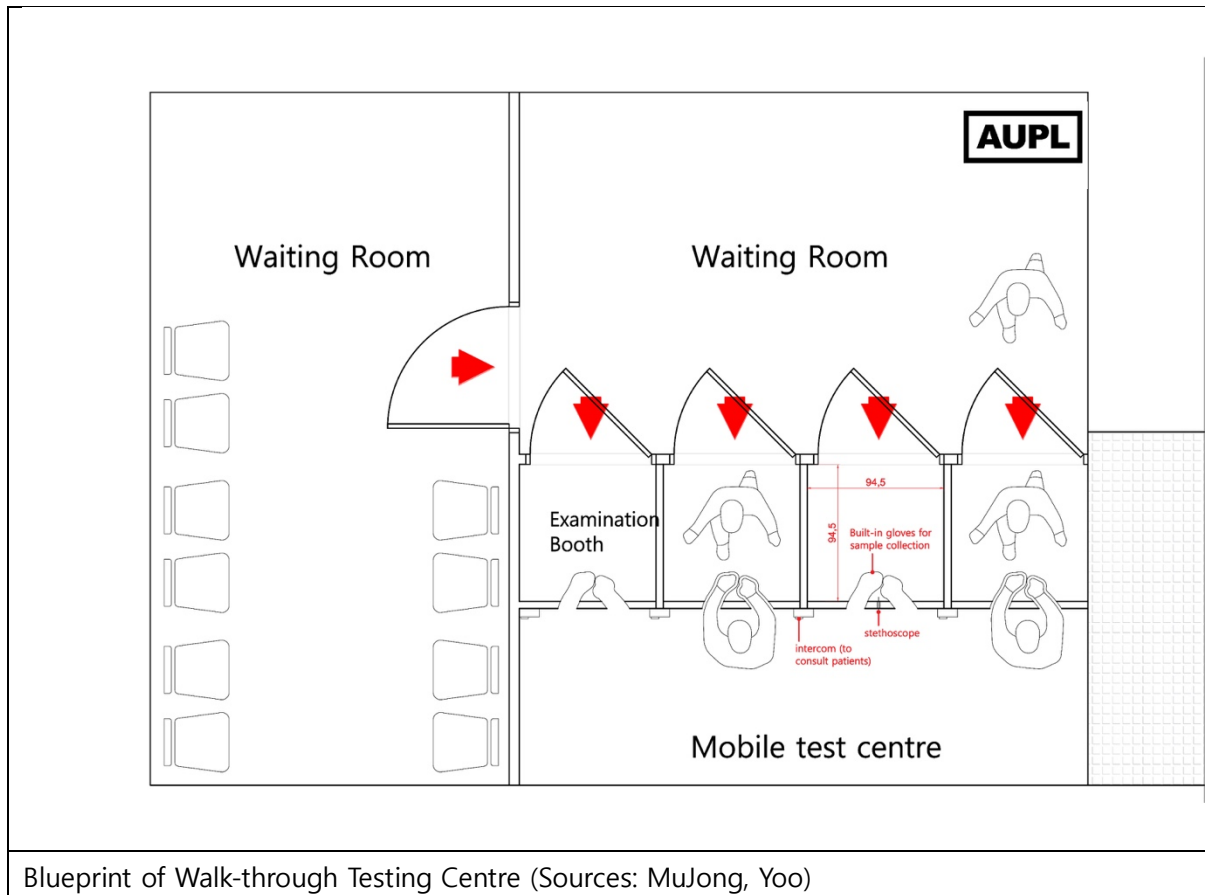 AUPL
Waiting Room
Waiting Room
Examination
Booth
94,5
94,5
Built-in gloves for
sample collection
stethoscope
intercom (to
consult patients)
Mobile test centre
Blueprint of Walk-through Testing Centre (Sources: MuJong, Yoo)